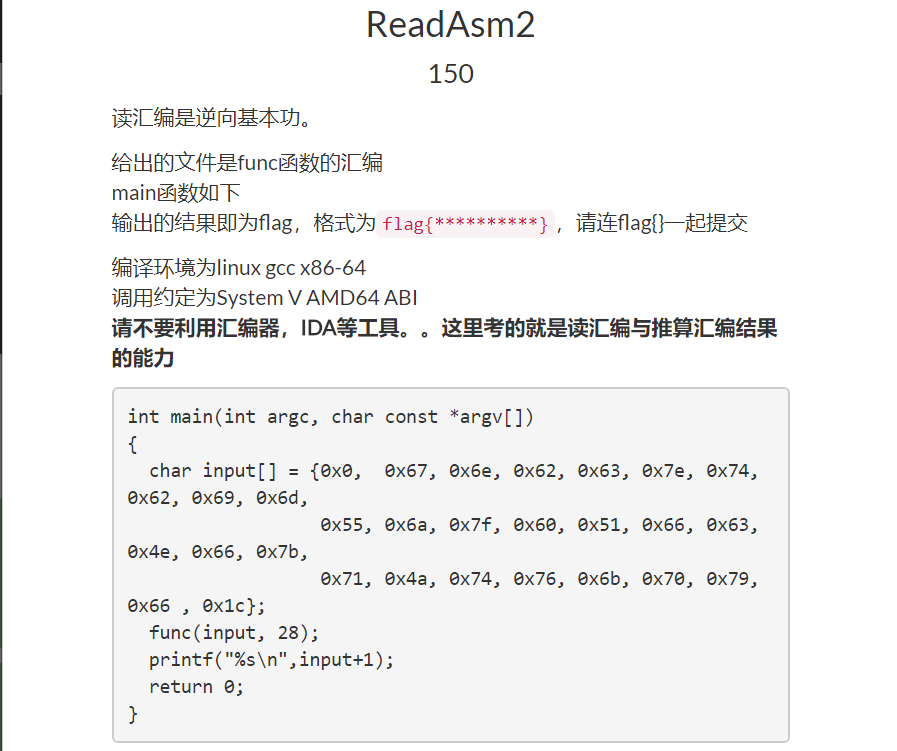 ReadAsm2
150
读汇编是逆向基本功。
给出的文件是func函数的汇编
main函数如下
输出的结果即为flag，格式为 flag{**********} ，请连flag{}一起提交
编译环境为linux gcc x86-64
调用约定为System V AMD64 ABI
请不要利用汇编器，IDA等工具。。这里考的就是读汇编与推算汇编结果
的能力
int main(int argc, char const *argv[])
{
  char input[] = {0x0,  0x67, 0x6e, 0x62, 0x63, 0x7e, 0x74,
0x62, 0x69, 0x6d,
                  0x55, 0x6a, 0x7f, 0x60, 0x51, 0x66, 0x63,
0x4e, 0x66, 0x7b,
                  0x71, 0x4a, 0x74, 0x76, 0x6b, 0x70, 0x79,
0x66 , 0x1c};
  func(input, 28);
  printf("%s\n",input+1);
  return 0;
}